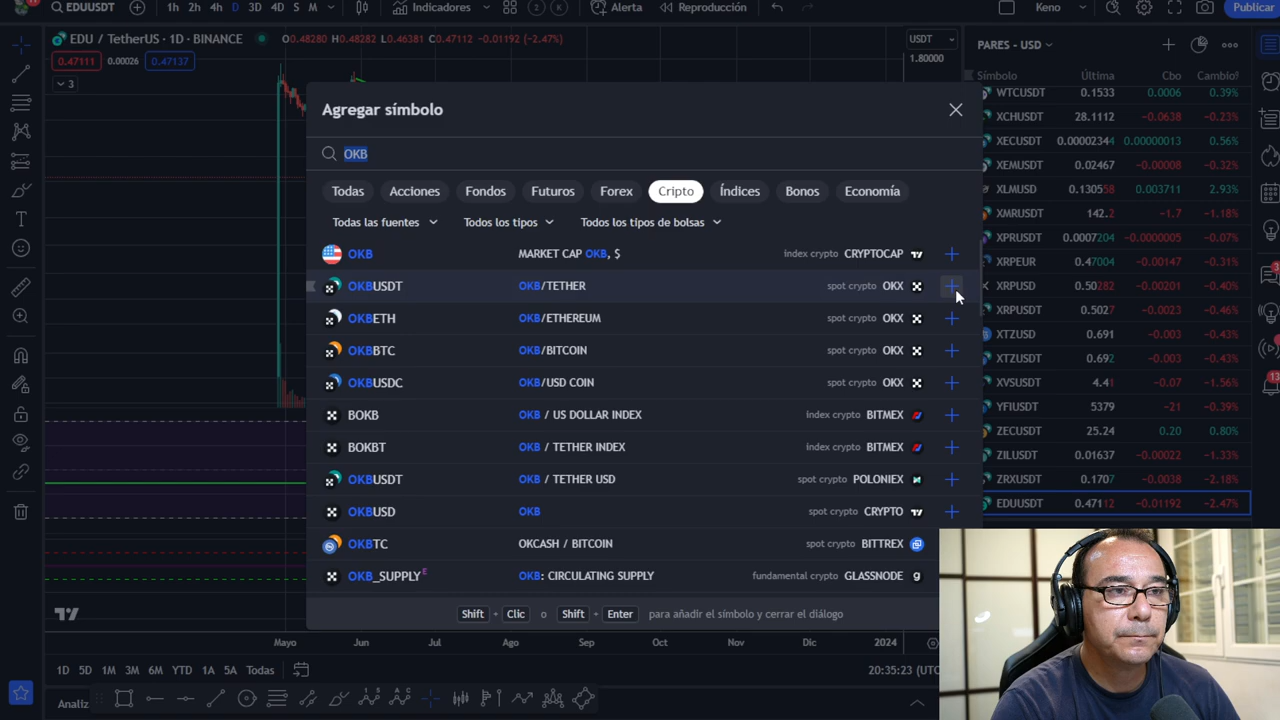 EDUUSDT 1h 2h 4h D 3D 4D S M Indicadores Alerta Reproducción Keno Publicar
EDU / TetherUS · 1D · BINANCE O0.48280 H0.48282 L0.46381 C0.47112 -0.01192 (-2.47%)
0.47111 0.00026 0.47137
3
USDT
1.80000
PARES - USD
Símbolo Última Cbo Cambio%
WTCUSDT 0.1533 0.0006 0.39%
XCHUSDT 28.1112 -0.0638 -0.23%
XECUSDT 0.00002344 0.00000013 0.56%
XEMUSDT 0.02467 -0.00008 -0.32%
XLMUSD 0.130558 0.003711 2.93%
XMRUSDT 142.2 -1.7 -1.18%
XPRUSDT 0.0007204 -0.0000005 -0.07%
XRPEUR 0.47004 -0.00147 -0.31%
XRPUSD 0.50282 -0.00201 -0.40%
XRPUSDT 0.5027 -0.0023 -0.46%
XTZUSD 0.691 -0.003 -0.43%
XTZUSDT 0.692 -0.003 -0.43%
XVSUSDT 4.41 -0.07 -1.56%
YFIUSDT 5379 -21 -0.39%
ZECUSDT 25.24 0.20 0.80%
ZILUSDT 0.01637 -0.00022 -1.33%
ZRXUSDT 0.1707 -0.0038 -2.18%
EDUUSDT 0.47112 -0.01192 -2.47%
Agregar símbolo
OKB
Todas Acciones Fondos Futuros Forex Cripto Índices Bonos Economía
Todas las fuentes Todos los tipos Todos los tipos de bolsas
OKB MARKET CAP OKB, $ índex crypto CRYPTOCAP
OKBUSDT OKB/TETHER spot crypto OKX
OKBETH OKB/ETHEREUM spot crypto OKX
OKBBTC OKB/BITCOIN spot crypto OKX
OKBUSDC OKB/USD COIN spot crypto OKX
BOKB OKB / US DOLLAR INDEX índex crypto BITMEX
BOKBT OKB / TETHER INDEX índex crypto BITMEX
OKBUSDT OKB / TETHER USD spot crypto POLONIEX
OKBUSD OKB spot crypto CRYPTO
OKBTC OKCASH / BITCOIN spot crypto BITTREX
OKB_SUPPLY E OKB: CIRCULATING SUPPLY fundamental crypto GLASSNODE
Shift + Clic o Shift + Enter para añadir el símbolo y cerrar el diálogo
Mayo Jun Jul Ago Sep Oct Nov Dic 2024
1D 5D 1M 3M 6M YTD 1A 5A Todas 20:35:23 (UTC
Analiz